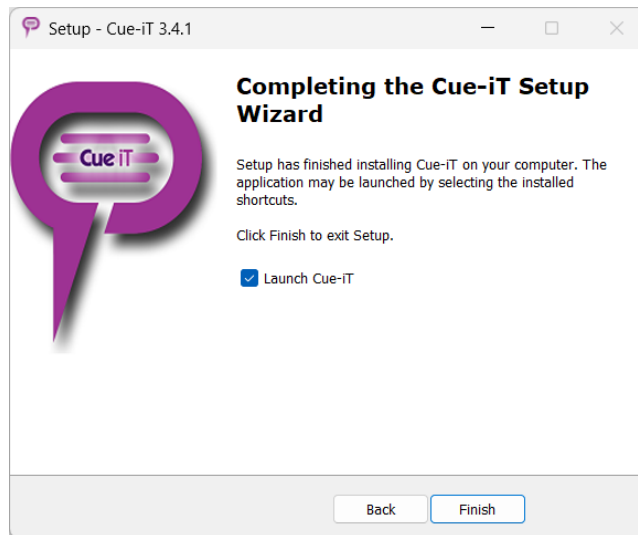 Setup - Cue-iT 3.4.1
Completing the Cue-iT Setup
Wizard
Cue iT
Setup has finished installing Cue-iT on your computer. The
application may be launched by selecting the installed
shortcuts.
Click Finish to exit Setup.
Launch Cue-iT
Back
Finish